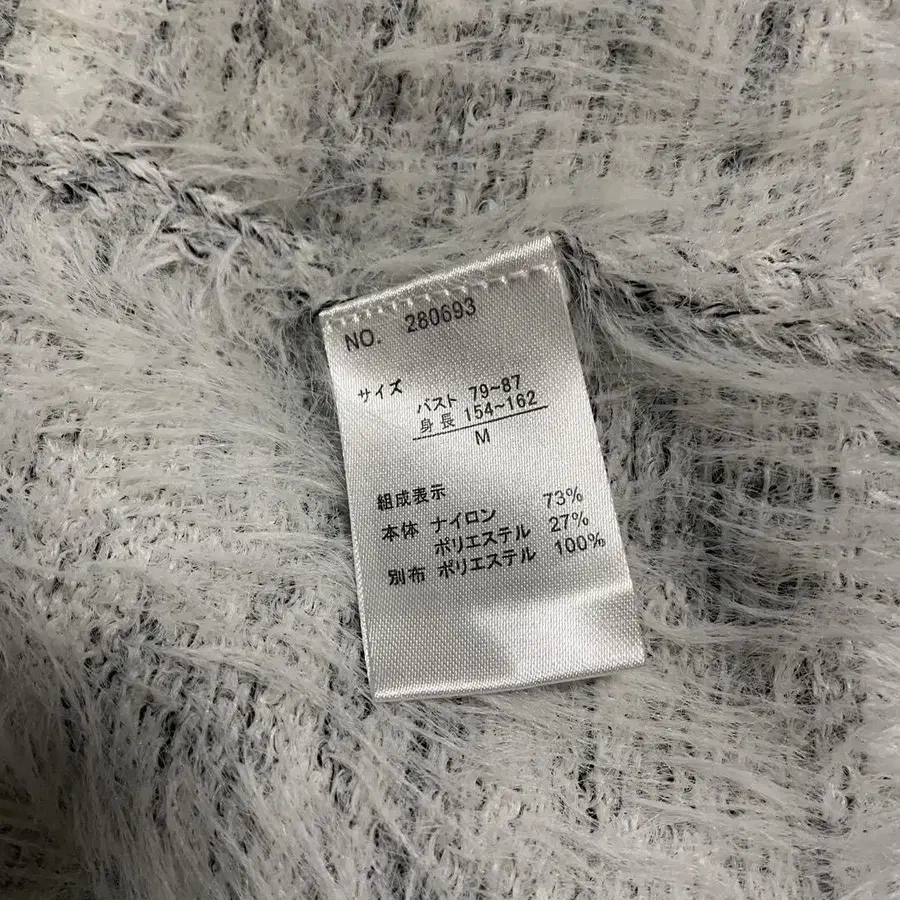 NO. 280693
サイズ
バスト 79~87
身長 154~162
M
組成表示
本体 ナイロン 73%
ポリエステル 27%
別布 ポリエステル 100%